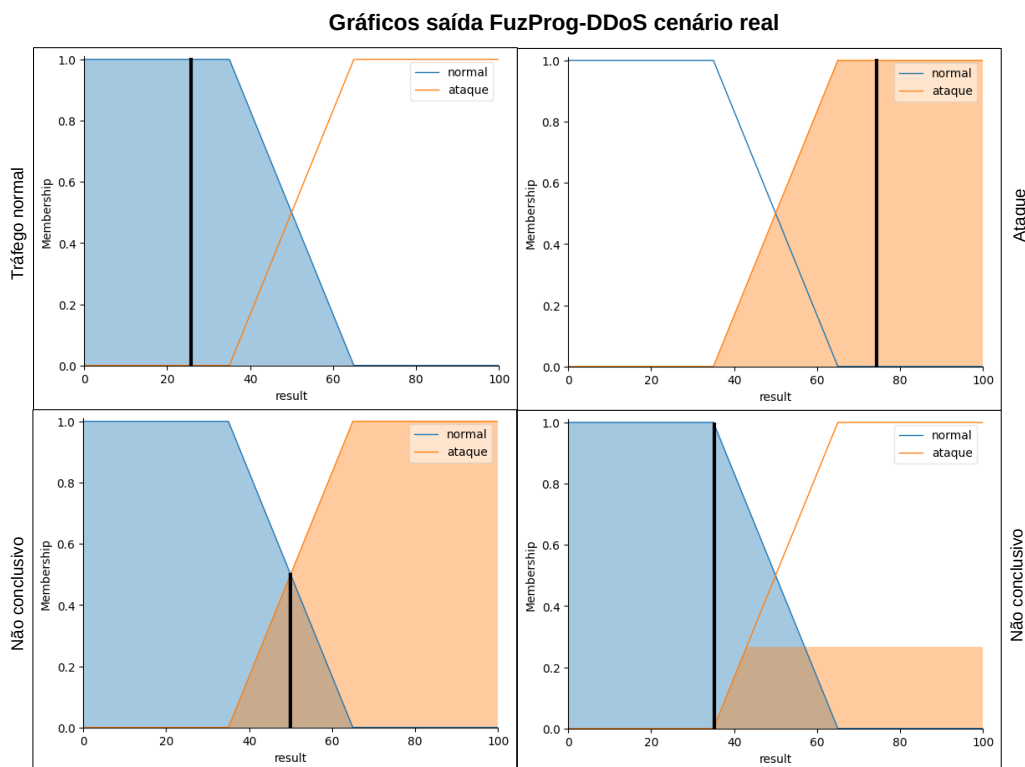 Gráficos saída FuzProg-DDoS cenário real
Tráfego normal
Membership
1.0
0.8
0.6
0.4
0.2
0.0
0 20 40 60 80 100
result
normal
ataque
Membership
1.0
0.8
0.6
0.4
0.2
0.0
0 20 40 60 80 100
result
normal
ataque
Ataque
Não conclusivo
Membership
1.0
0.8
0.6
0.4
0.2
0.0
0 20 40 60 80 100
result
normal
ataque
Membership
1.0
0.8
0.6
0.4
0.2
0.0
0 20 40 60 80 100
result
normal
ataque
Não conclusivo